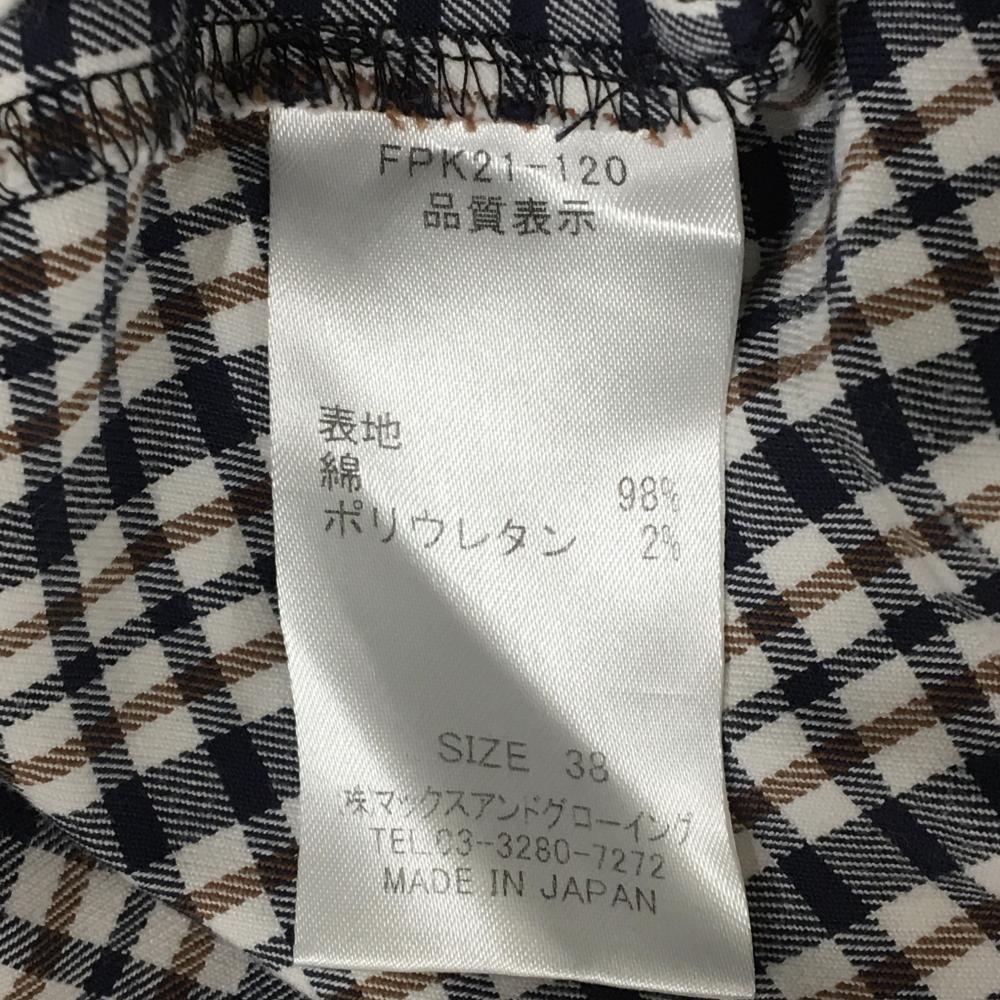 FPK21-120
品質表示
表地
綿 98%
ポリウレタン 2%
SIZE 38
㈱マックスアンドグローイング
TEL.03-3280-7272
MADE IN JAPAN